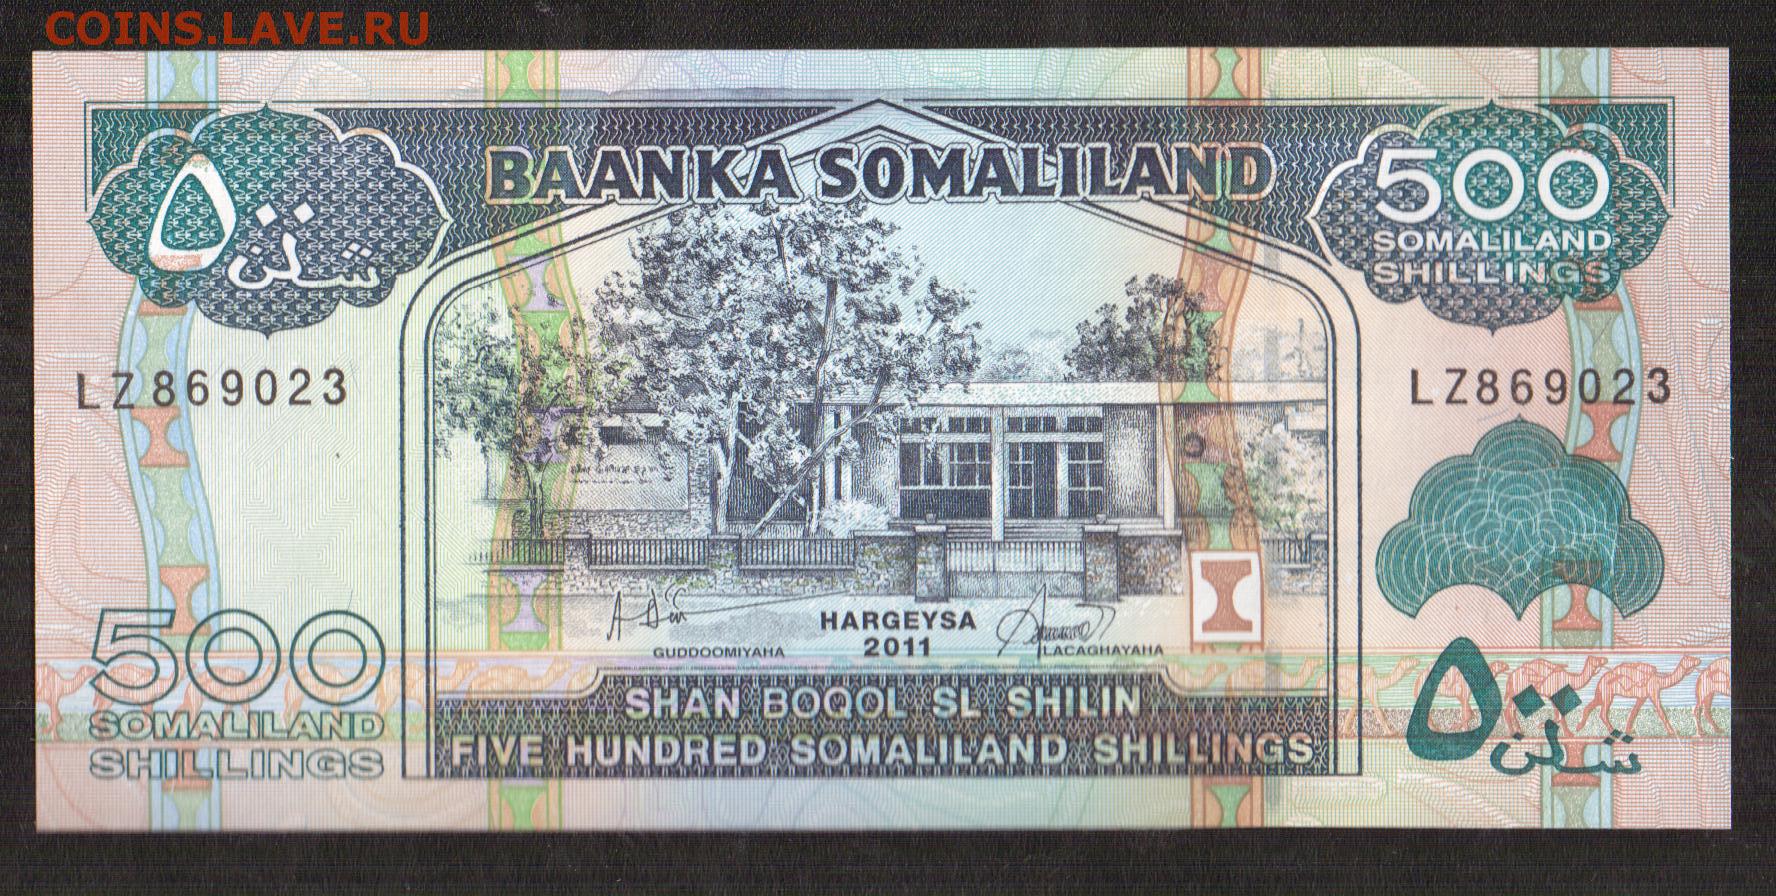 COINS.LAVE.RU
BAANKA SOMALILAND
٥٠٠
شلن
500
SOMALILAND
SHILLINGS
LZ869023
LZ869023
HARGEYSA
2011
GUDDOOMIYAHA
LACAGHAYAHA
500
SOMALILAND
SHILLINGS
SHAN BOQOL SL SHILIN
FIVE HUNDRED SOMALILAND SHILLINGS
٥٠٠
شلن